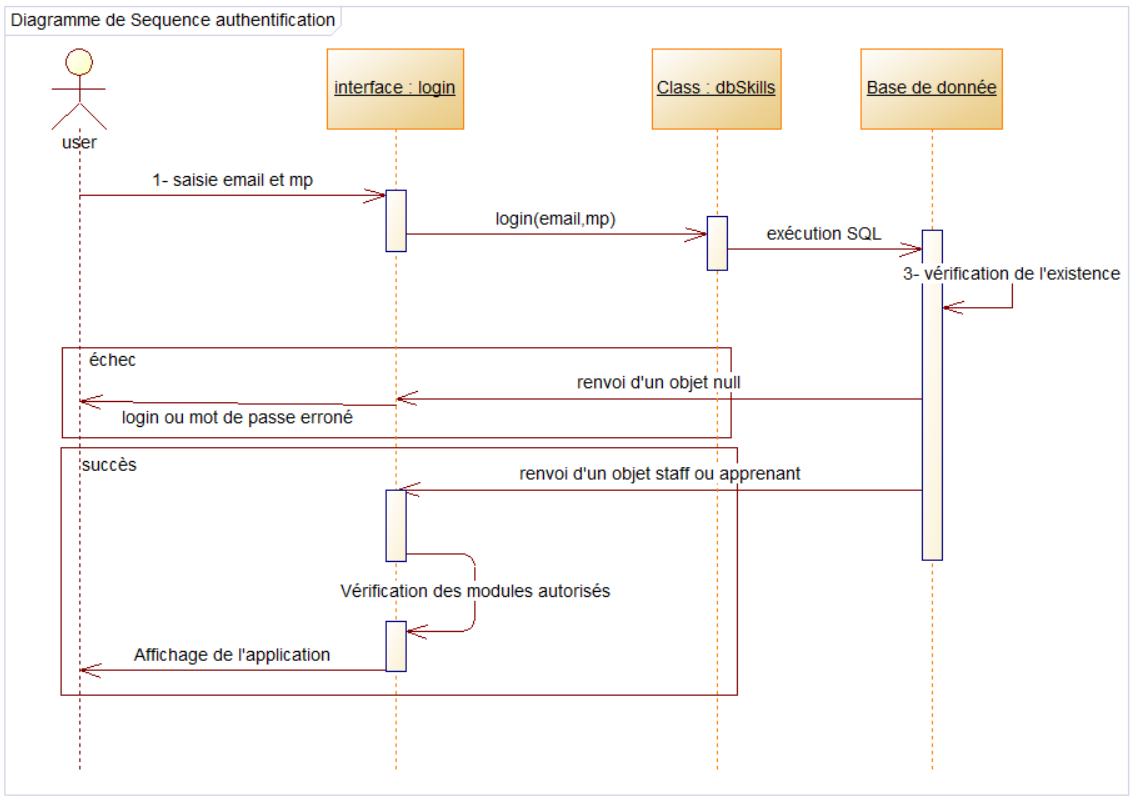 Diagramme de Sequence authentification
interface : login
Class : dbSkills
Base de donnée
user
1- saisie email et mp
login(email,mp)
exécution SQL
3- vérification de l'existence
échec
renvoi d'un objet null
login ou mot de passe erroné
succès
renvoi d'un objet staff ou apprenant
Vérification des modules autorisés
Affichage de l'application